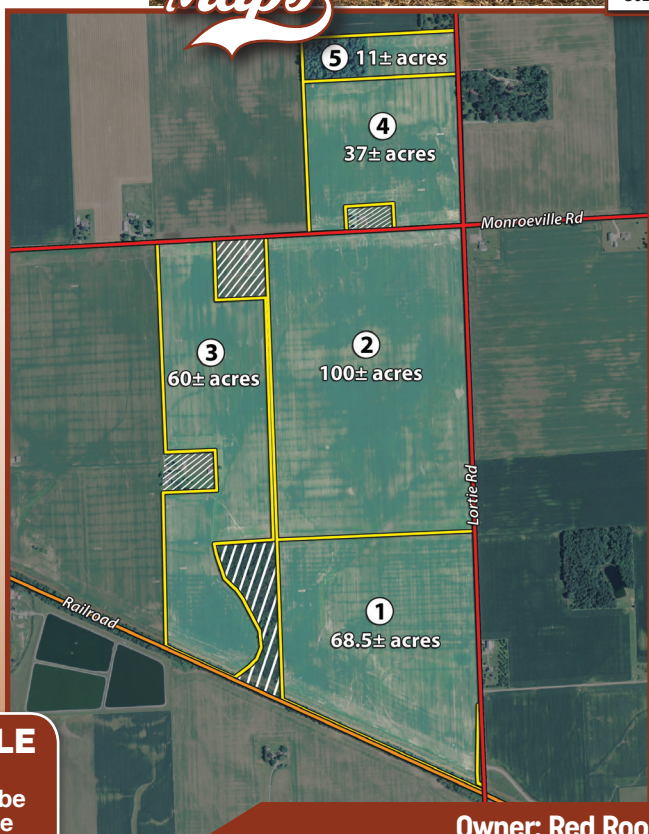 Maps
5 11± acres
4
37± acres
Monroeville Rd
3
60± acres
2
100± acres
Lortie Rd
1
68.5± acres
Railroad
LE
be
e
Owner: Red Roo